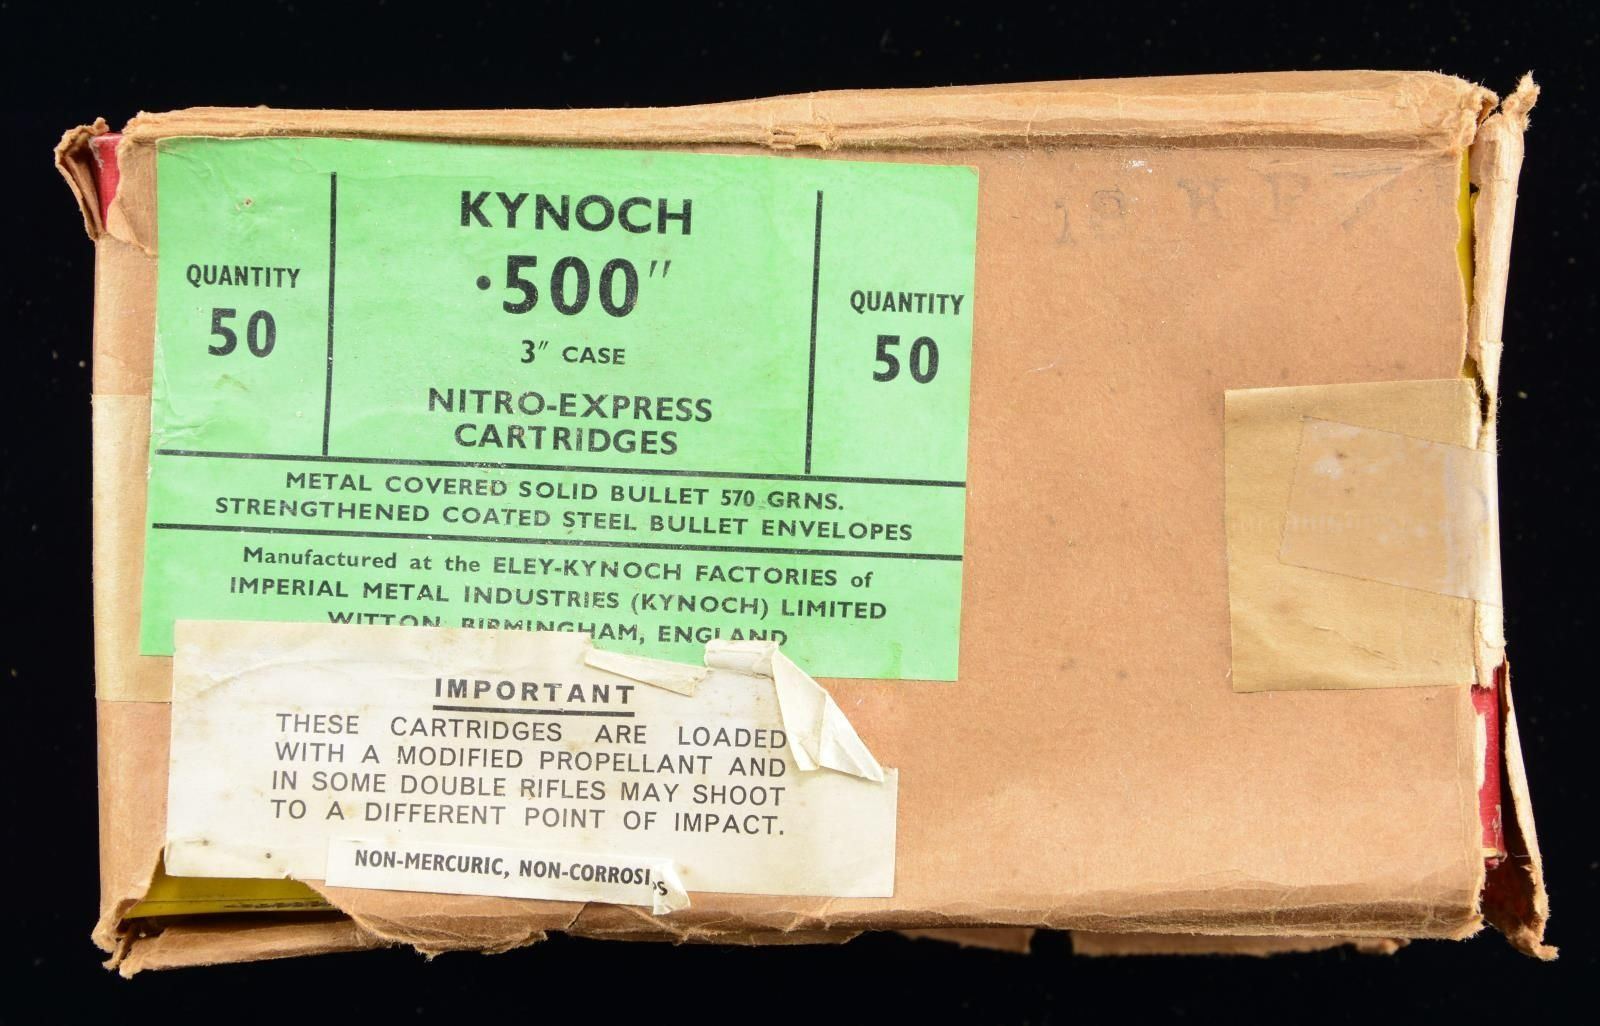 KYNOCH
·500"
3" CASE
NITRO-EXPRESS
CARTRIDGES
QUANTITY
50
QUANTITY
50
METAL COVERED SOLID BULLET 570 GRNS.
STRENGTHENED COATED STEEL BULLET ENVELOPES
Manufactured at the ELEY-KYNOCH FACTORIES of
IMPERIAL METAL INDUSTRIES (KYNOCH) LIMITED
WITTON, BIRMINGHAM, ENGLAND
IMPORTANT
THESE CARTRIDGES ARE LOADED
WITH A MODIFIED PROPELLANT AND
IN SOME DOUBLE RIFLES MAY SHOOT
TO A DIFFERENT POINT OF IMPACT.
NON-MERCURIC, NON-CORROSI